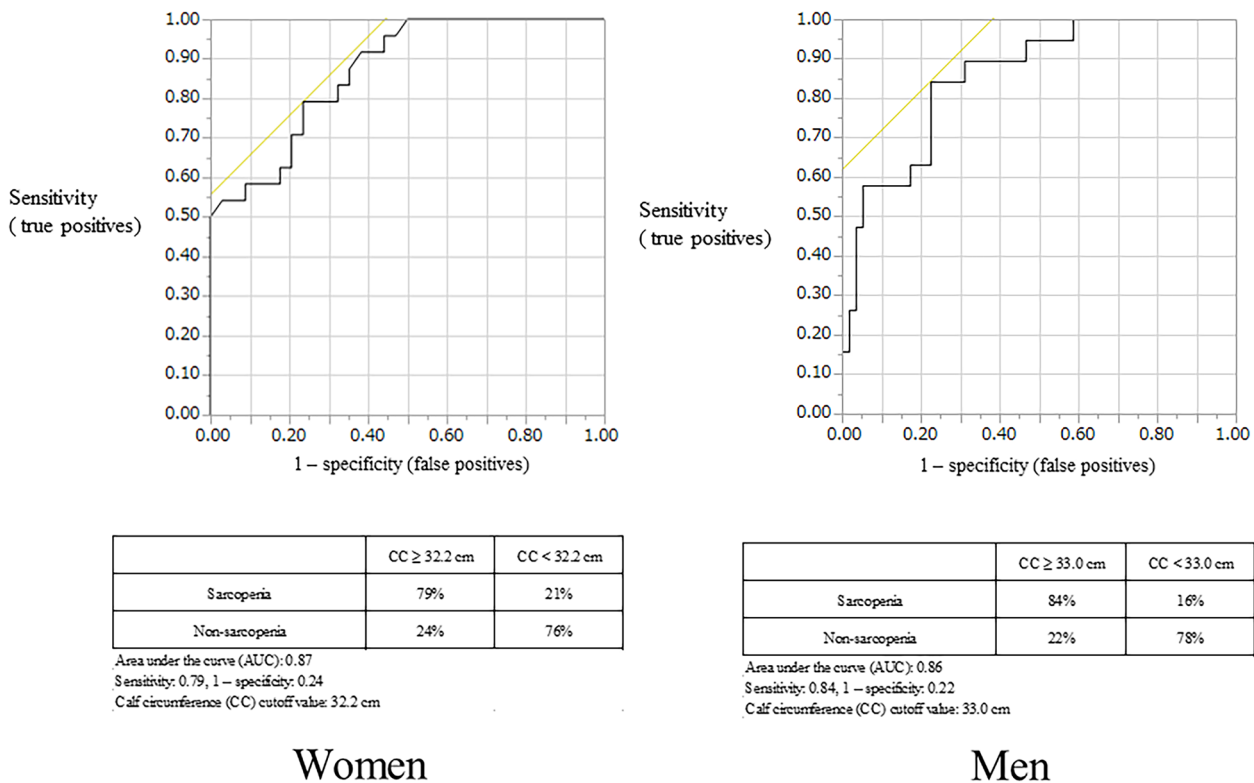 1.00
0.90
0.80
0.70
0.60
0.50
0.40
0.30
0.20
0.10
0.00
Sensitivity
( true positives)
0.00 0.20 0.40 0.60 0.80 1.00
1 – specificity (false positives)
CC ≥ 32.2 cm CC < 32.2 cm
Sarcopenia 79% 21%
Non-sarcopenia 24% 76%
Area under the curve (AUC): 0.87
Sensitivity: 0.79, 1 – specificity: 0.24
Calf circumference (CC) cutoff value: 32.2 cm
Women
1.00
0.90
0.80
0.70
0.60
0.50
0.40
0.30
0.20
0.10
0.00
Sensitivity
( true positives)
0.00 0.20 0.40 0.60 0.80 1.00
1 – specificity (false positives)
CC ≥ 33.0 cm CC < 33.0 cm
Sarcopenia 84% 16%
Non-sarcopenia 22% 78%
Area under the curve (AUC): 0.86
Sensitivity: 0.84, 1 – specificity: 0.22
Calf circumference (CC) cutoff value: 33.0 cm
Men